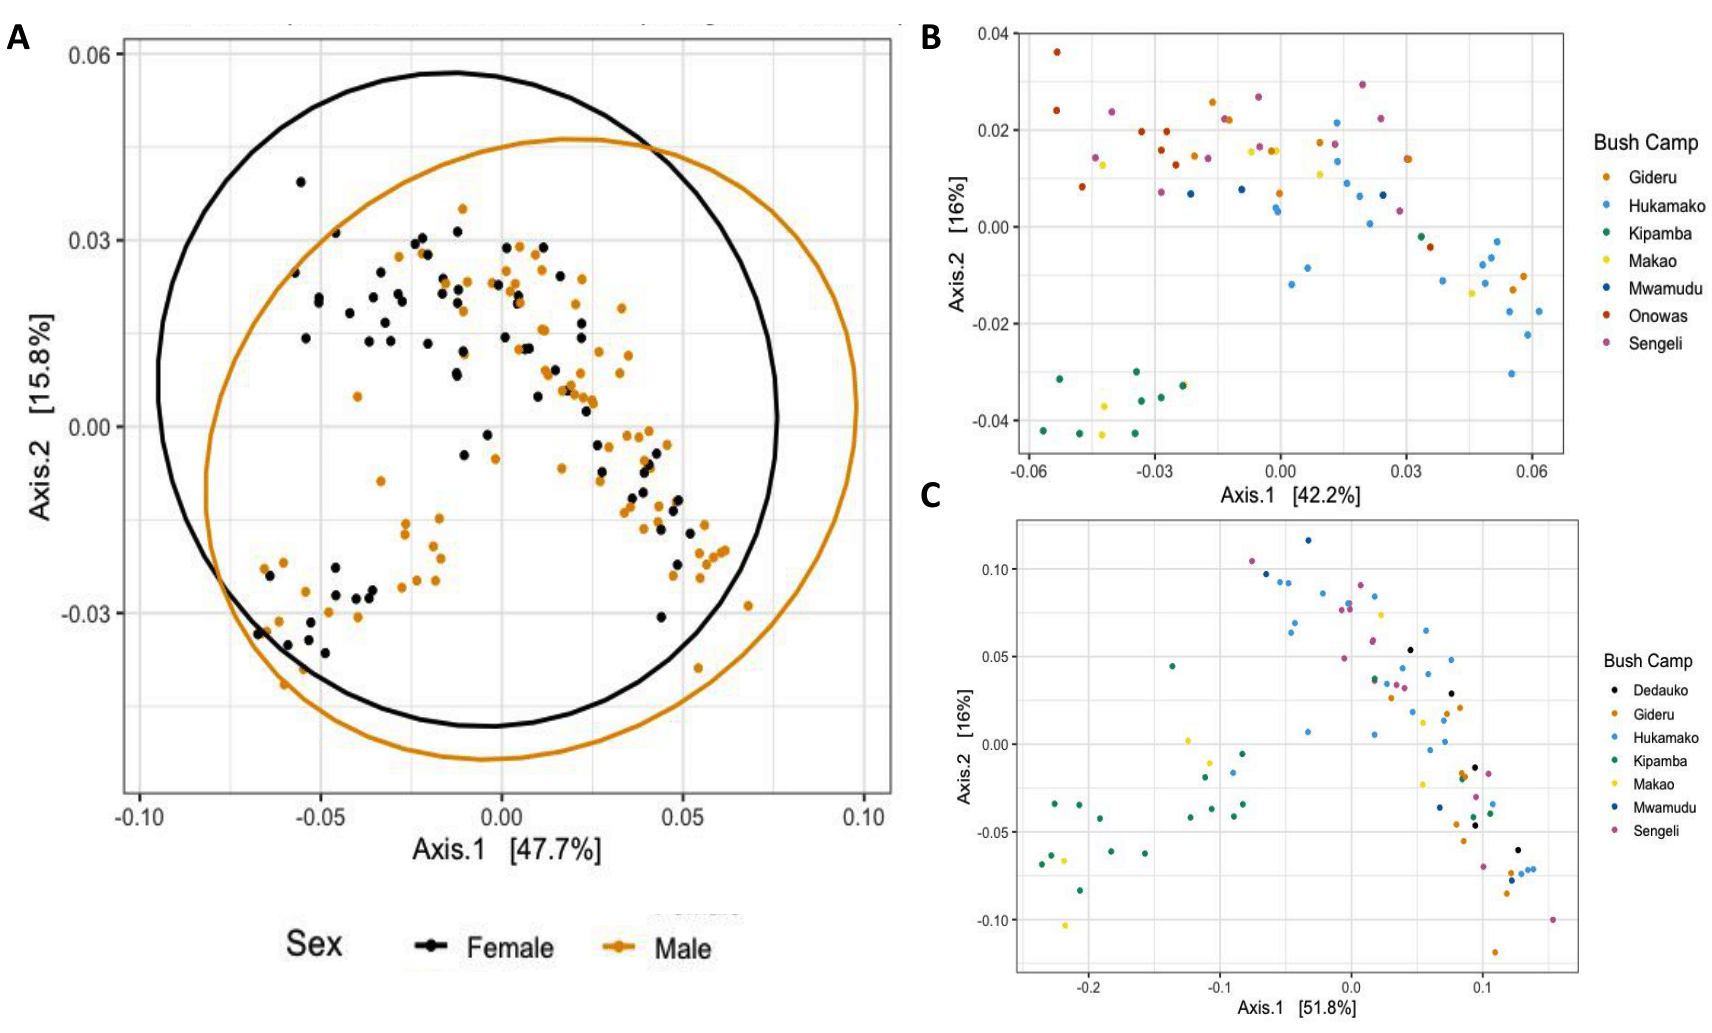 A
0.06
0.03
0.00
-0.03
Axis.2 [15.8%]
-0.10
-0.05
0.00
0.05
0.10
Axis.1 [47.7%]
Sex
Female
Male
B
0.04
0.02
0.00
-0.02
-0.04
Axis.2 [16%]
-0.06
-0.03
0.00
0.03
0.06
Axis.1 [42.2%]
Bush Camp
Gideru
Hukamako
Kipamba
Makao
Mwamudu
Onowas
Sengeli
C
0.10
0.05
0.00
-0.05
-0.10
Axis.2 [16%]
-0.2
-0.1
0.0
0.1
Axis.1 [51.8%]
Bush Camp
Dedauko
Gideru
Hukamako
Kipamba
Makao
Mwamudu
Sengeli